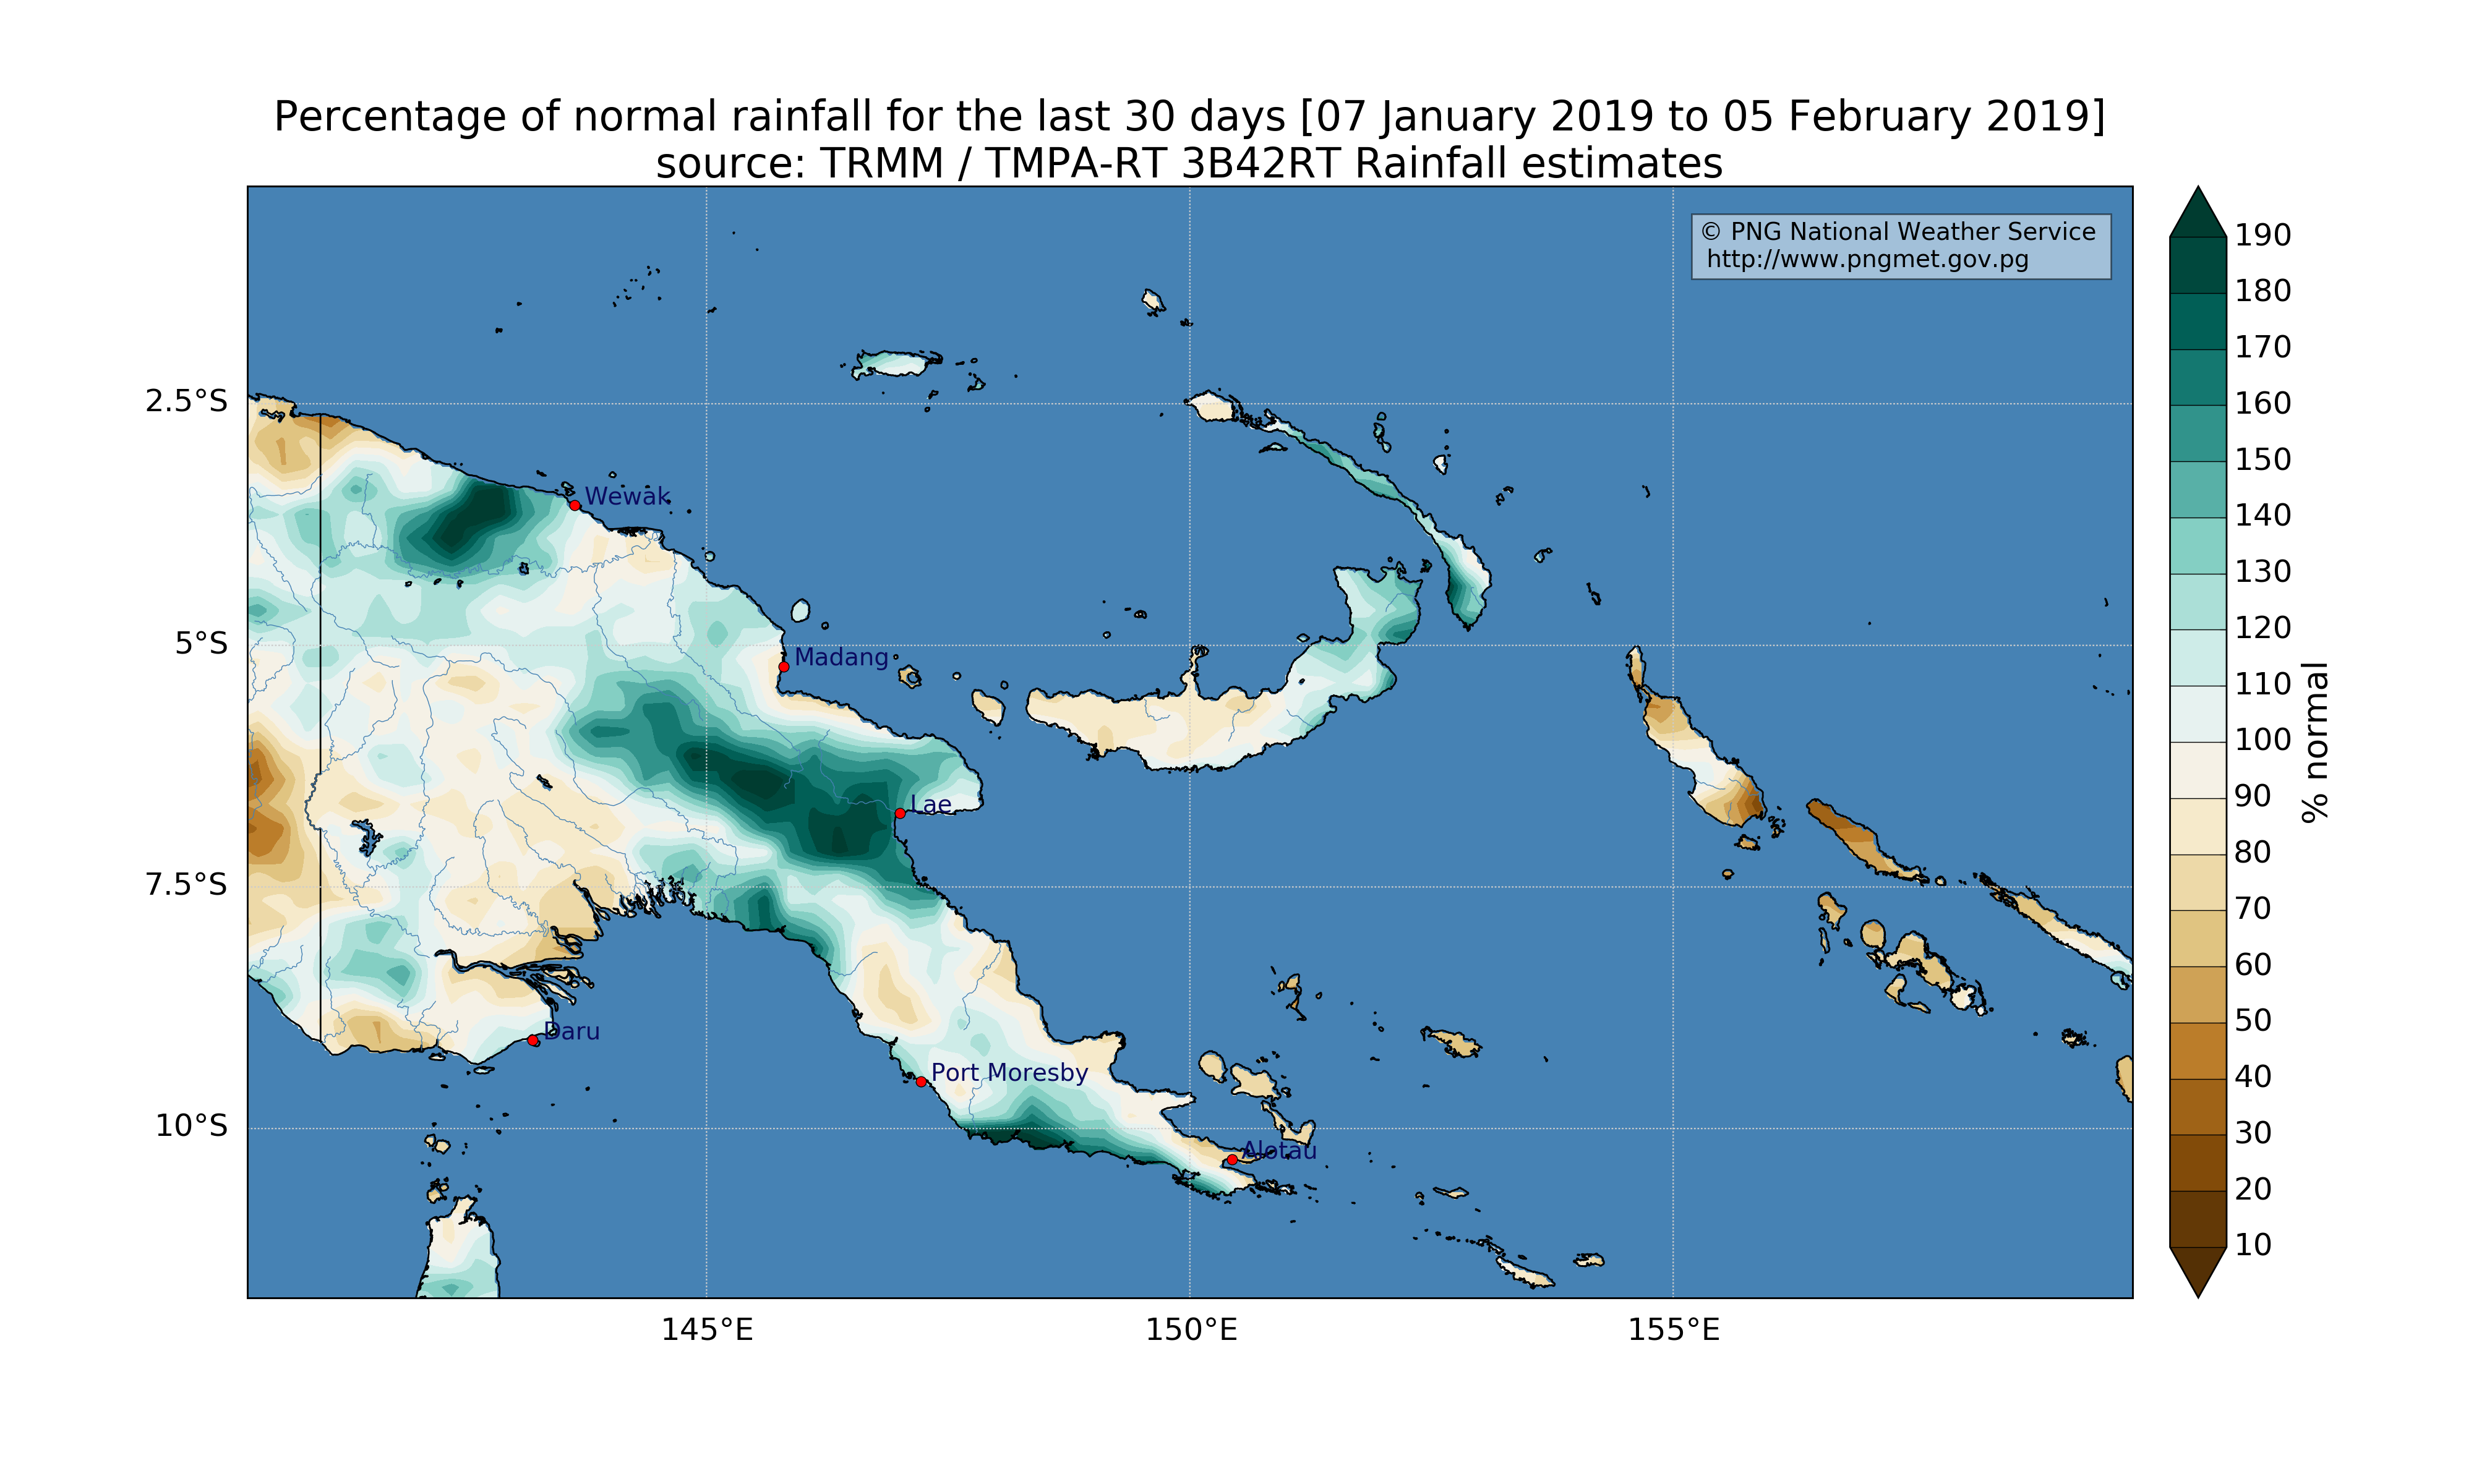 Percentage of normal rainfall for the last 30 days [07 January 2019 to 05 February 2019]
source: TRMM / TMPA-RT 3B42RT Rainfall estimates
© PNG National Weather Service
http://www.pngmet.gov.pg
190
180
170
160
150
140
130
120
110
100
90
80
70
60
50
40
30
20
10
% normal
2.5°S
5°S
7.5°S
10°S
Wewak
Madang
Lae
Daru
Port Moresby
Alotau
145°E
150°E
155°E